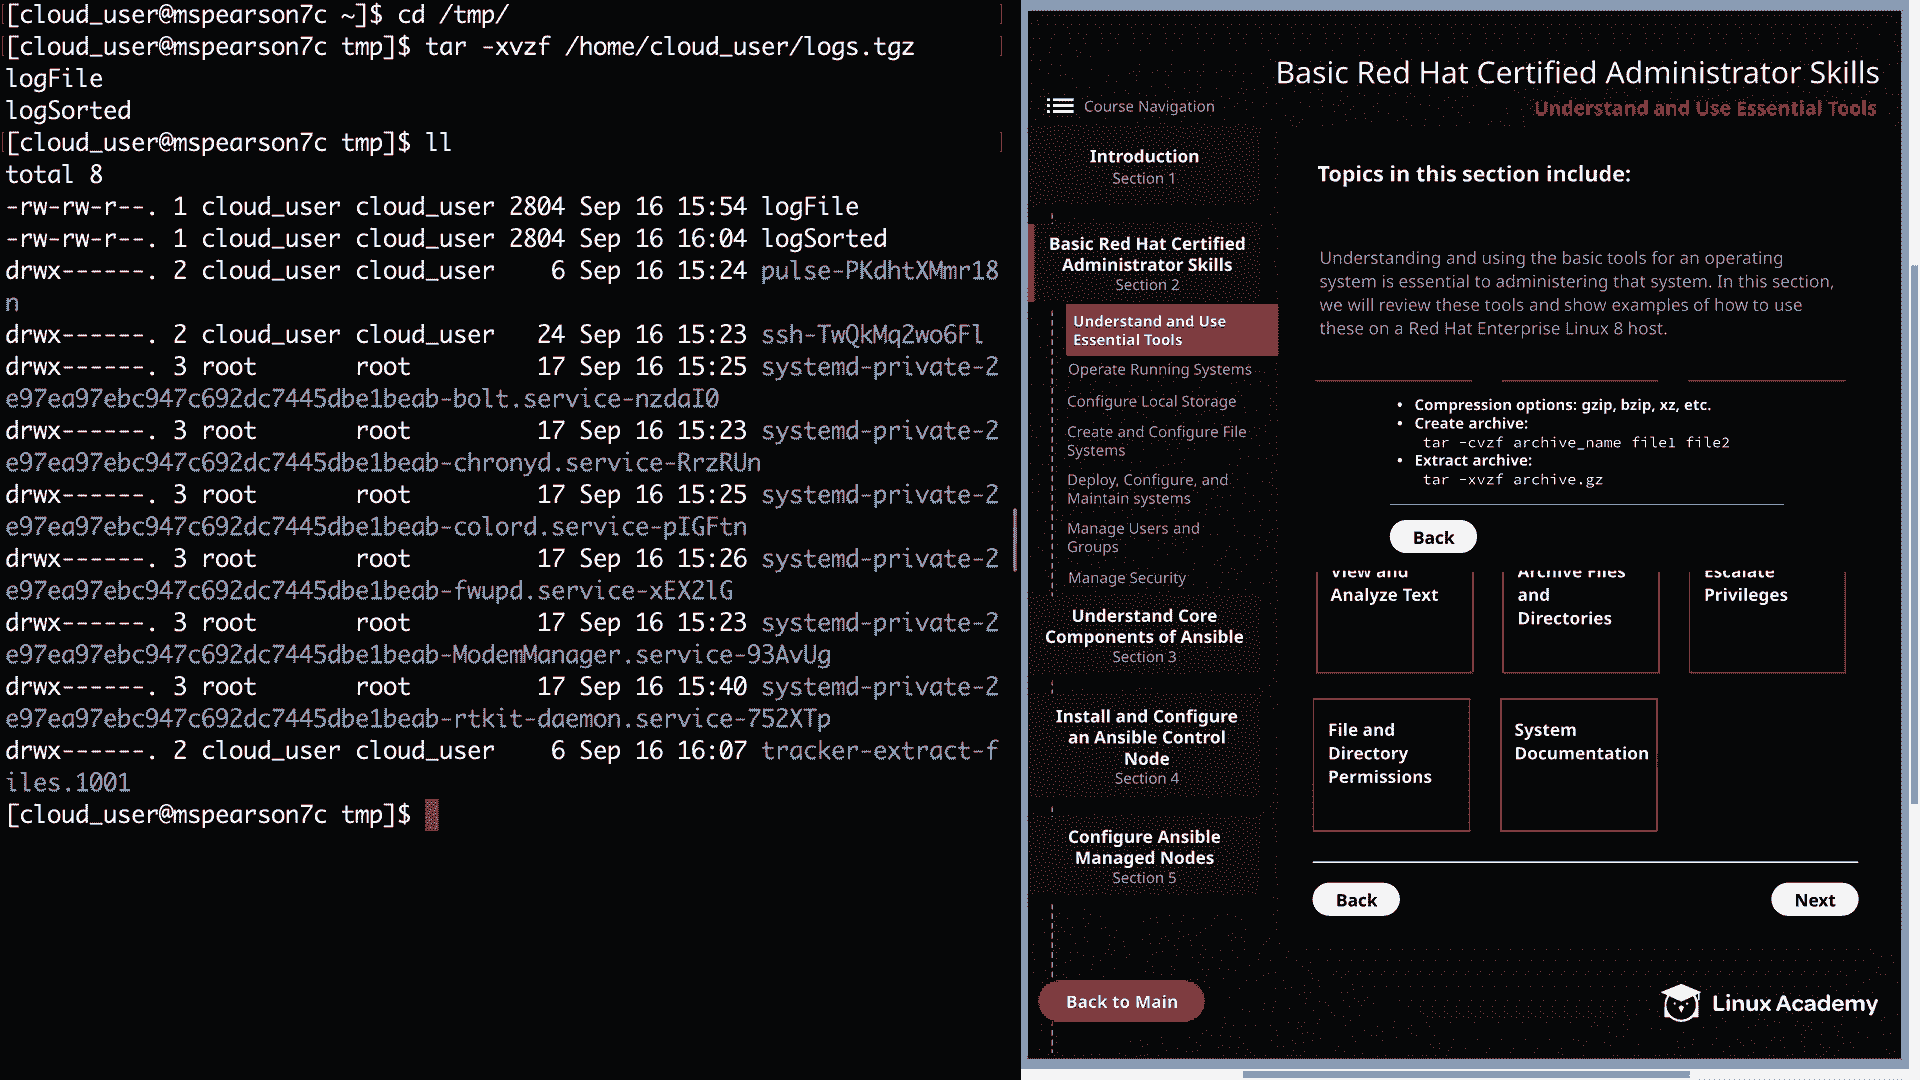 [cloud_user@mspearson7c ~]$ cd /tmp/
[cloud_user@mspearson7c tmp]$ tar -xvzf /home/cloud_user/logs.tgz
logFile
logSorted
[cloud_user@mspearson7c tmp]$ ll
total 8
-rw-rw-r--. 1 cloud_user cloud_user 2804 Sep 16 15:54 logFile
-rw-rw-r--. 1 cloud_user cloud_user 2804 Sep 16 16:04 logSorted
drwx------. 2 cloud_user cloud_user    6 Sep 16 15:24 pulse-PKdhtXMmr18
n
drwx------. 2 cloud_user cloud_user   24 Sep 16 15:23 ssh-TwQkMq2wo6Fl
drwx------. 3 root       root         17 Sep 16 15:25 systemd-private-2
e97ea97ebc947c692dc7445dbe1beab-bolt.service-nzdaI0
drwx------. 3 root       root         17 Sep 16 15:23 systemd-private-2
e97ea97ebc947c692dc7445dbe1beab-chronyd.service-RrzRUn
drwx------. 3 root       root         17 Sep 16 15:25 systemd-private-2
e97ea97ebc947c692dc7445dbe1beab-colord.service-pIGFtn
drwx------. 3 root       root         17 Sep 16 15:26 systemd-private-2
e97ea97ebc947c692dc7445dbe1beab-fwupd.service-xEX2lG
drwx------. 3 root       root         17 Sep 16 15:23 systemd-private-2
e97ea97ebc947c692dc7445dbe1beab-ModemManager.service-93AvUg
drwx------. 3 root       root         17 Sep 16 15:40 systemd-private-2
e97ea97ebc947c692dc7445dbe1beab-rtkit-daemon.service-752XTp
drwx------. 2 cloud_user cloud_user    6 Sep 16 16:07 tracker-extract-f
iles.1001
[cloud_user@mspearson7c tmp]$
Basic Red Hat Certified Administrator Skills
Understand and Use Essential Tools
Course Navigation
Introduction
Section 1
Basic Red Hat Certified
Administrator Skills
Section 2
Understand and Use
Essential Tools
Operate Running Systems
Configure Local Storage
Create and Configure File
Systems
Deploy, Configure, and
Maintain systems
Manage Users and
Groups
Manage Security
Understand Core
Components of Ansible
Section 3
Install and Configure
an Ansible Control
Node
Section 4
Configure Ansible
Managed Nodes
Section 5
Back to Main
Topics in this section include:
Understanding and using the basic tools for an operating
system is essential to administering that system. In this section,
we will review these tools and show examples of how to use
these on a Red Hat Enterprise Linux 8 host.
• Compression options: gzip, bzip, xz, etc.
• Create archive:
tar -cvzf archive_name file1 file2
• Extract archive:
tar -xvzf archive.gz
Back
View and
Analyze Text
Archive Files
and
Directories
Escalate
Privileges
File and
Directory
Permissions
System
Documentation
Back
Next
Linux Academy